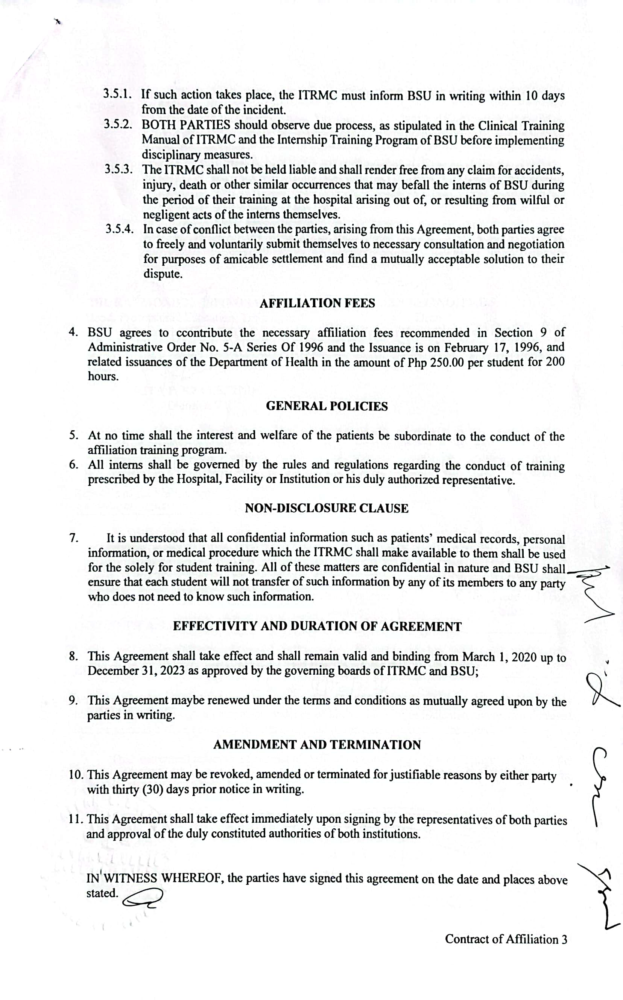 3.5.1. If such action takes place, the ITRMC must inform BSU in writing within 10 days
from the date of the incident.
3.5.2. BOTH PARTIES should observe due process, as stipulated in the Clinical Training
Manual of ITRMC and the Internship Training Program of BSU before implementing
disciplinary measures.
3.5.3. The ITRMC shall not be held liable and shall render free from any claim for accidents,
injury, death or other similar occurrences that may befall the interns of BSU during
the period of their training at the hospital arising out of, or resulting from wilful or
negligent acts of the interns themselves.
3.5.4. In case of conflict between the parties, arising from this Agreement, both parties agree
to freely and voluntarily submit themselves to necessary consultation and negotiation
for purposes of amicable settlement and find a mutually acceptable solution to their
dispute.
AFFILIATION FEES
4. BSU agrees to ccontribute the necessary affiliation fees recommended in Section 9 of
Administrative Order No. 5-A Series Of 1996 and the Issuance is on February 17, 1996, and
related issuances of the Department of Health in the amount of Php 250.00 per student for 200
hours.
GENERAL POLICIES
5. At no time shall the interest and welfare of the patients be subordinate to the conduct of the
affiliation training program.
6. All interns shall be governed by the rules and regulations regarding the conduct of training
prescribed by the Hospital, Facility or Institution or his duly authorized representative.
NON-DISCLOSURE CLAUSE
7. It is understood that all confidential information such as patients' medical records, personal
information, or medical procedure which the ITRMC shall make available to them shall be used
for the solely for student training. All of these matters are confidential in nature and BSU shall
ensure that each student will not transfer of such information by any of its members to any party
who does not need to know such information.
EFFECTIVITY AND DURATION OF AGREEMENT
8. This Agreement shall take effect and shall remain valid and binding from March 1, 2020 up to
December 31, 2023 as approved by the governing boards of ITRMC and BSU;
9. This Agreement maybe renewed under the terms and conditions as mutually agreed upon by the
parties in writing.
AMENDMENT AND TERMINATION
10. This Agreement may be revoked, amended or terminated for justifiable reasons by either party
with thirty (30) days prior notice in writing.
11. This Agreement shall take effect immediately upon signing by the representatives of both parties
and approval of the duly constituted authorities of both institutions.
IN WITNESS WHEREOF, the parties have signed this agreement on the date and places above
stated.
Contract of Affiliation 3